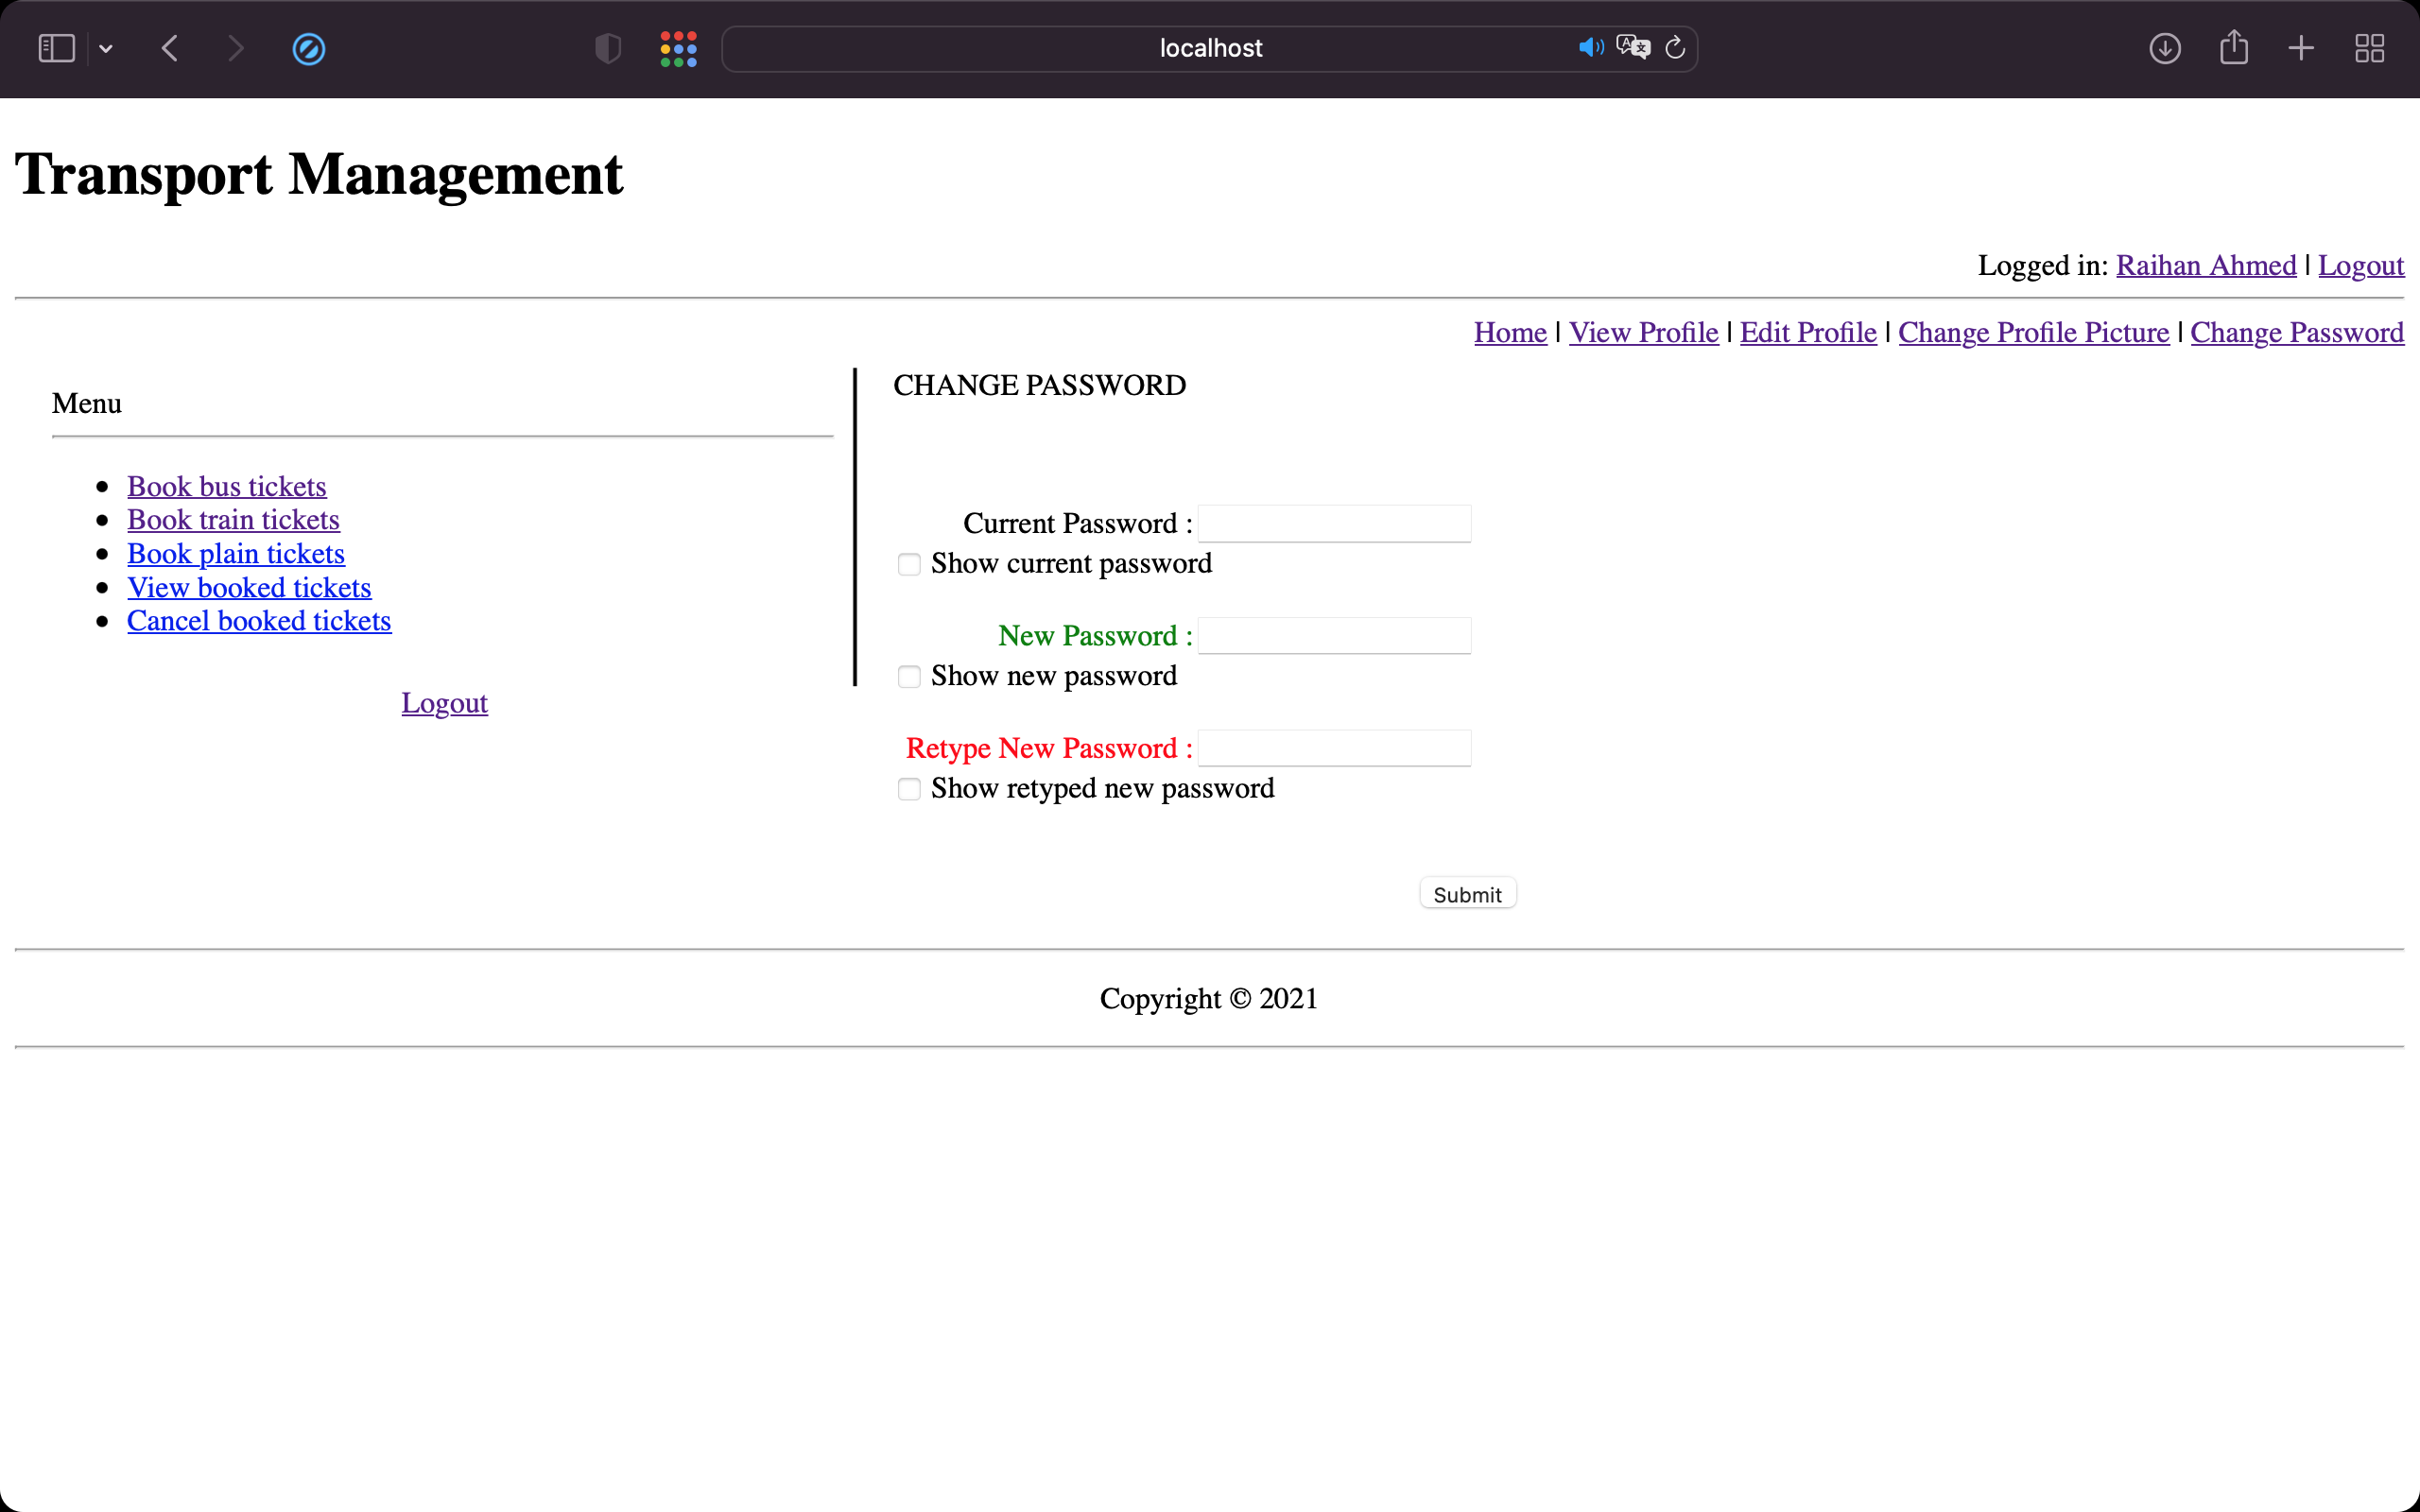 localhost
Transport Management
Logged in: Raihan Ahmed | Logout
Home | View Profile | Edit Profile | Change Profile Picture | Change Password
Menu
Book bus tickets
Book train tickets
Book plain tickets
View booked tickets
Cancel booked tickets
Logout
CHANGE PASSWORD
Current Password :
Show current password
New Password :
Show new password
Retype New Password :
Show retyped new password
Submit
Copyright © 2021